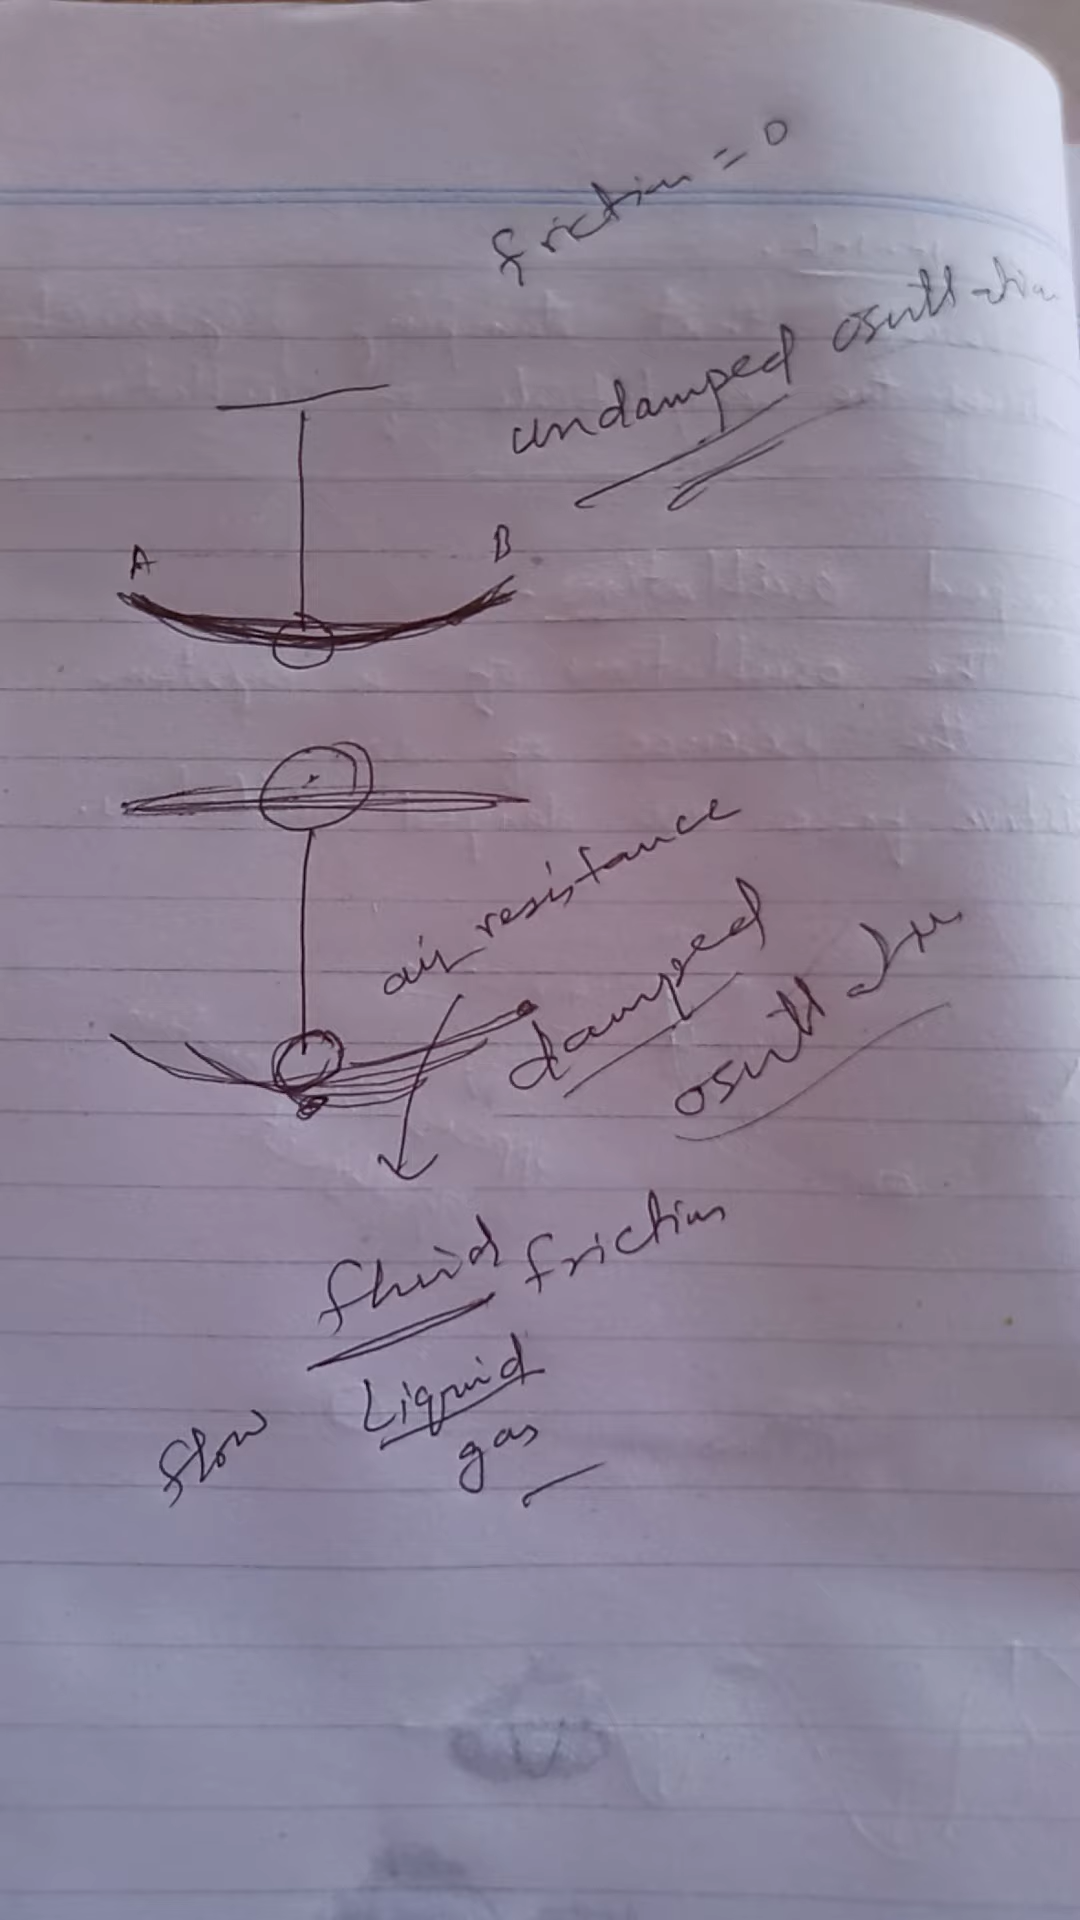 friction = 0
undamped osullation
A
B
air resistance
damped
osullation
fluid friction
Liquid
flow
gas